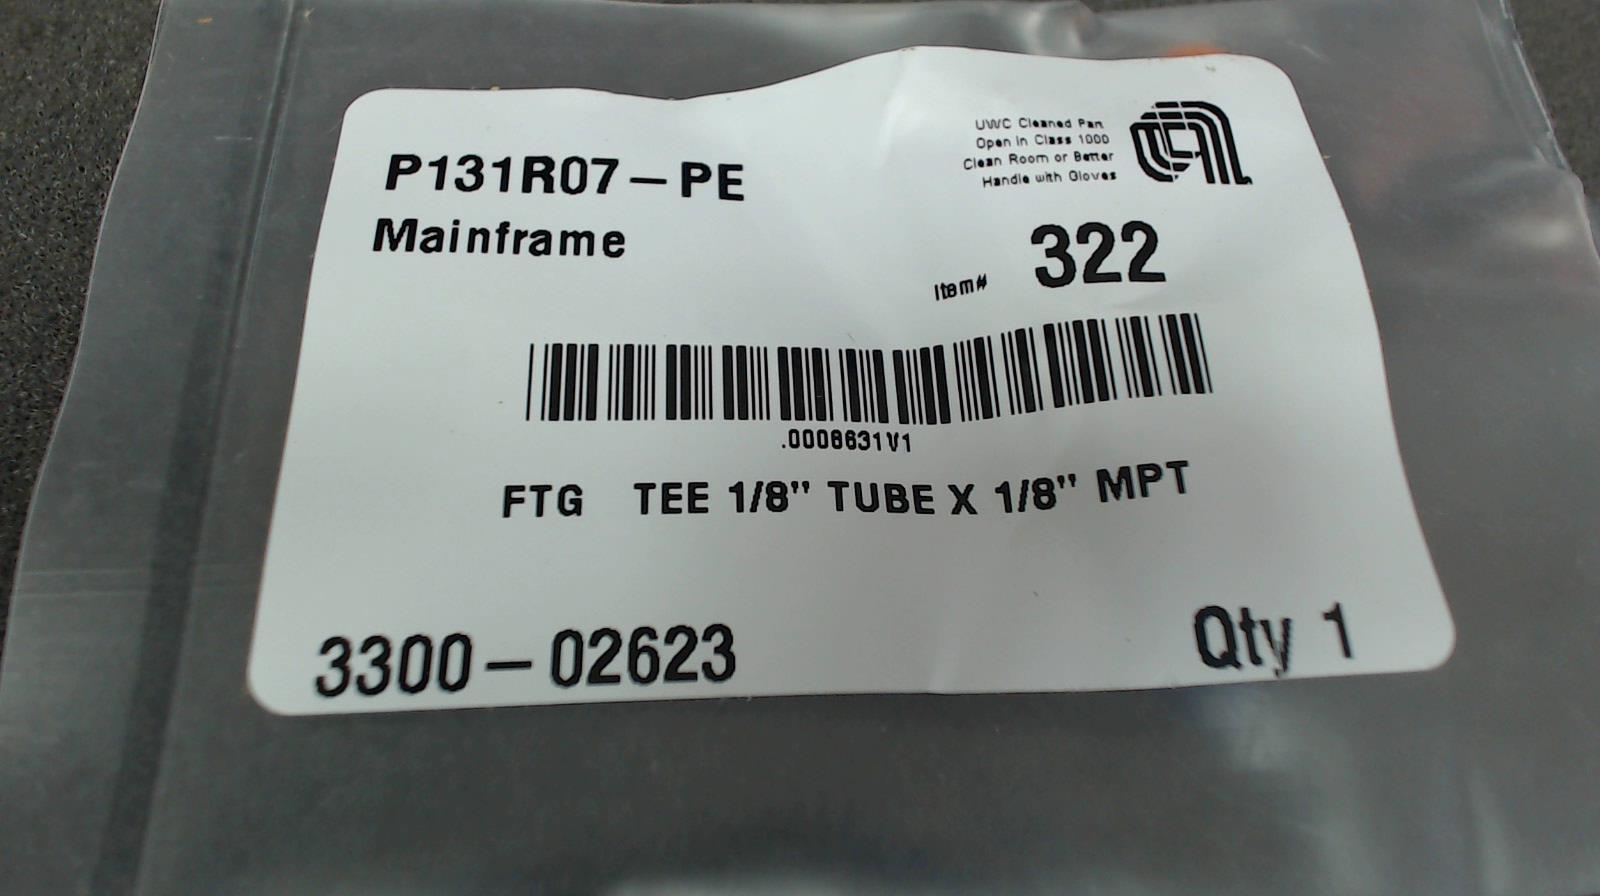 P131R07-PE
Mainframe
UWC Cleaned Part
Open in Class 1000
Clean Room or Better
Handle with Gloves
Item# 322
.0008631V1
FTG TEE 1/8" TUBE X 1/8" MPT
3300-02623
Qty 1